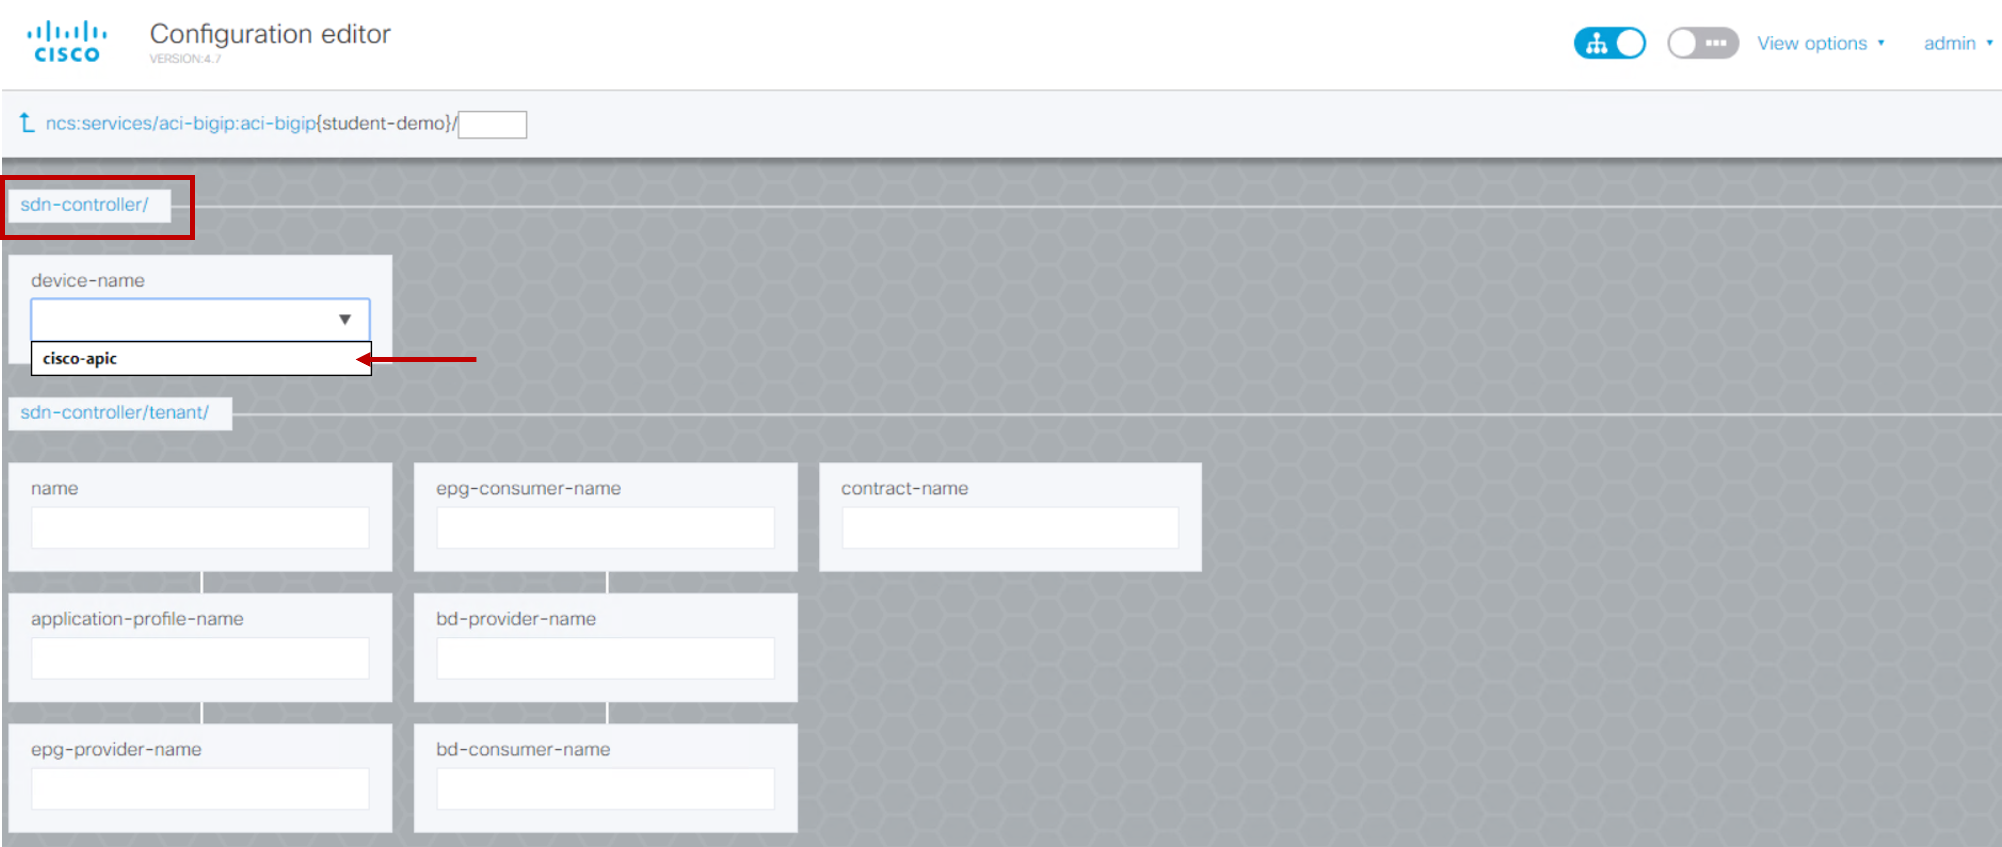 CISCO
Configuration editor
VERSION:4.7
View options
admin
ncs:services/aci-bigip:aci-bigip{student-demo}/
sdn-controller/
device-name
cisco-apic
sdn-controller/tenant/
name
epg-consumer-name
contract-name
application-profile-name
bd-provider-name
epg-provider-name
bd-consumer-name